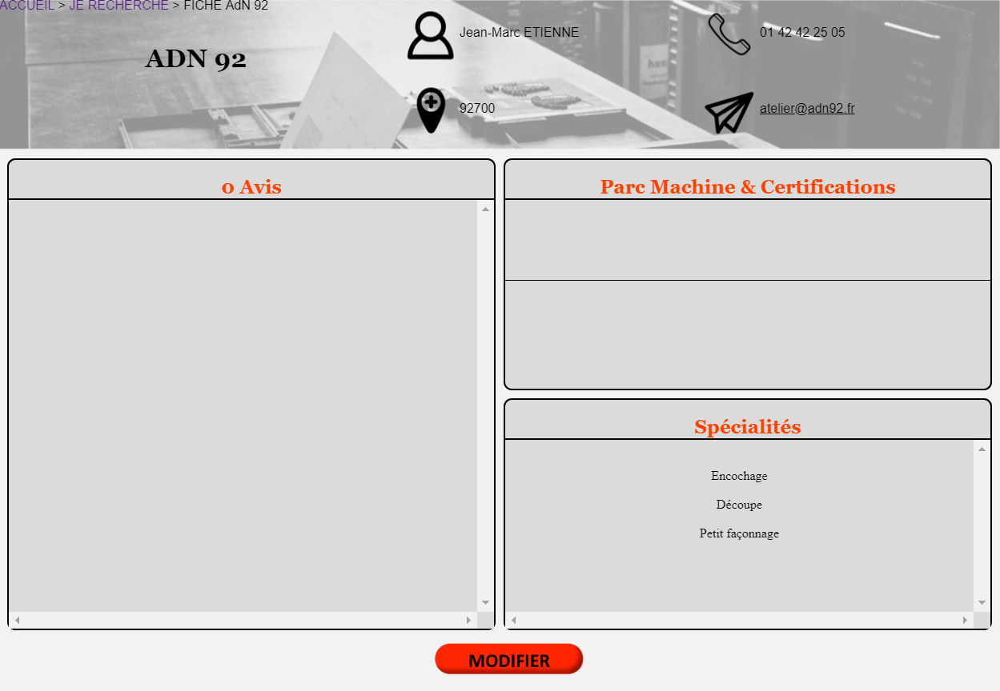 ACCUEIL > JE RECHERCHE > FICHE AdN 92
ADN 92
Jean-Marc ETIENNE
01 42 42 25 05
92700
atelier@adn92.fr
0 Avis
Parc Machine & Certifications
Spécialités
Encochage
Découpe
Petit façonnage
MODIFIER